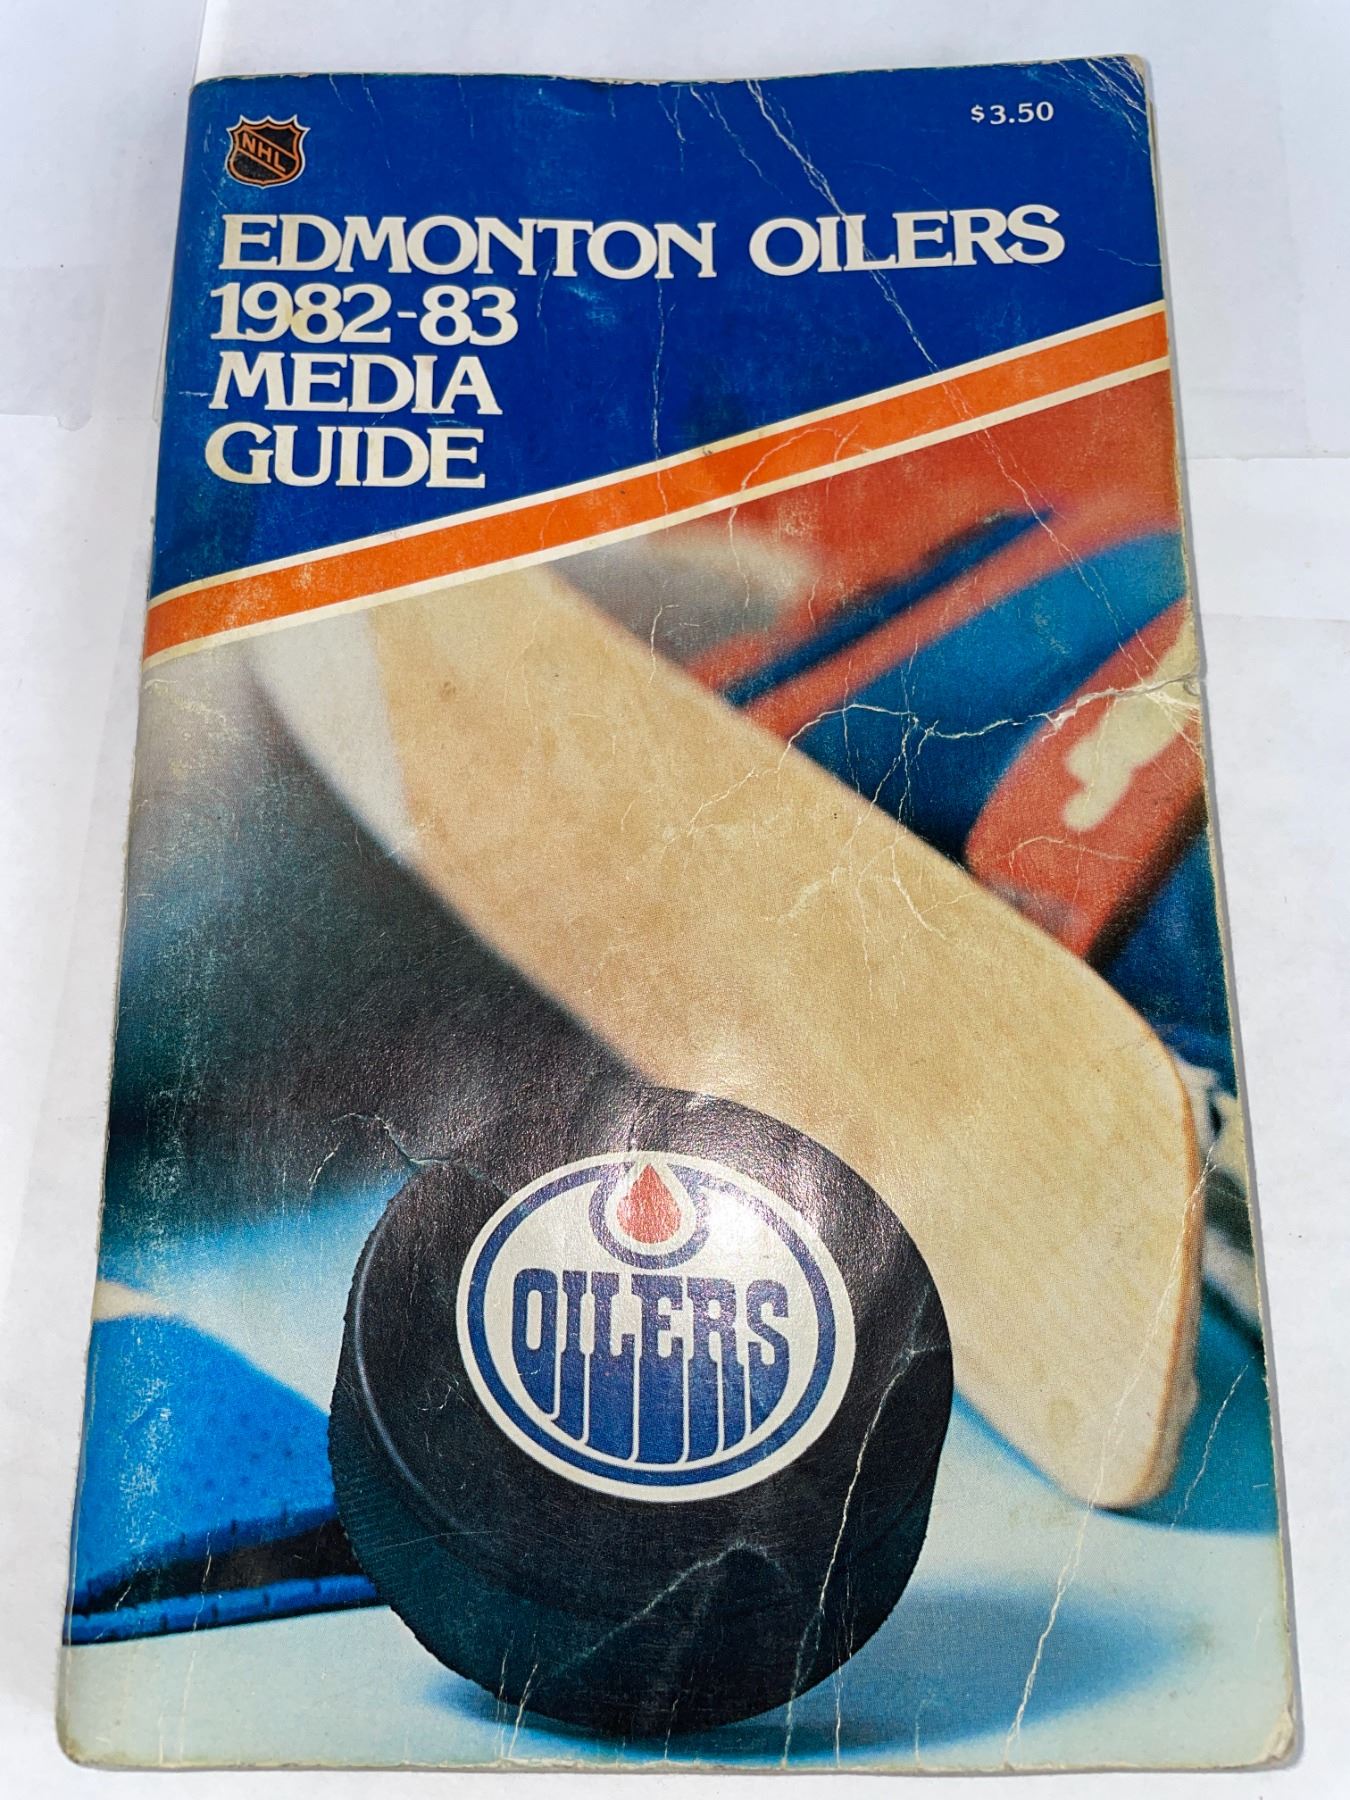 NHL
$3.50
EDMONTON OILERS
1982-83
MEDIA
GUIDE
OILERS